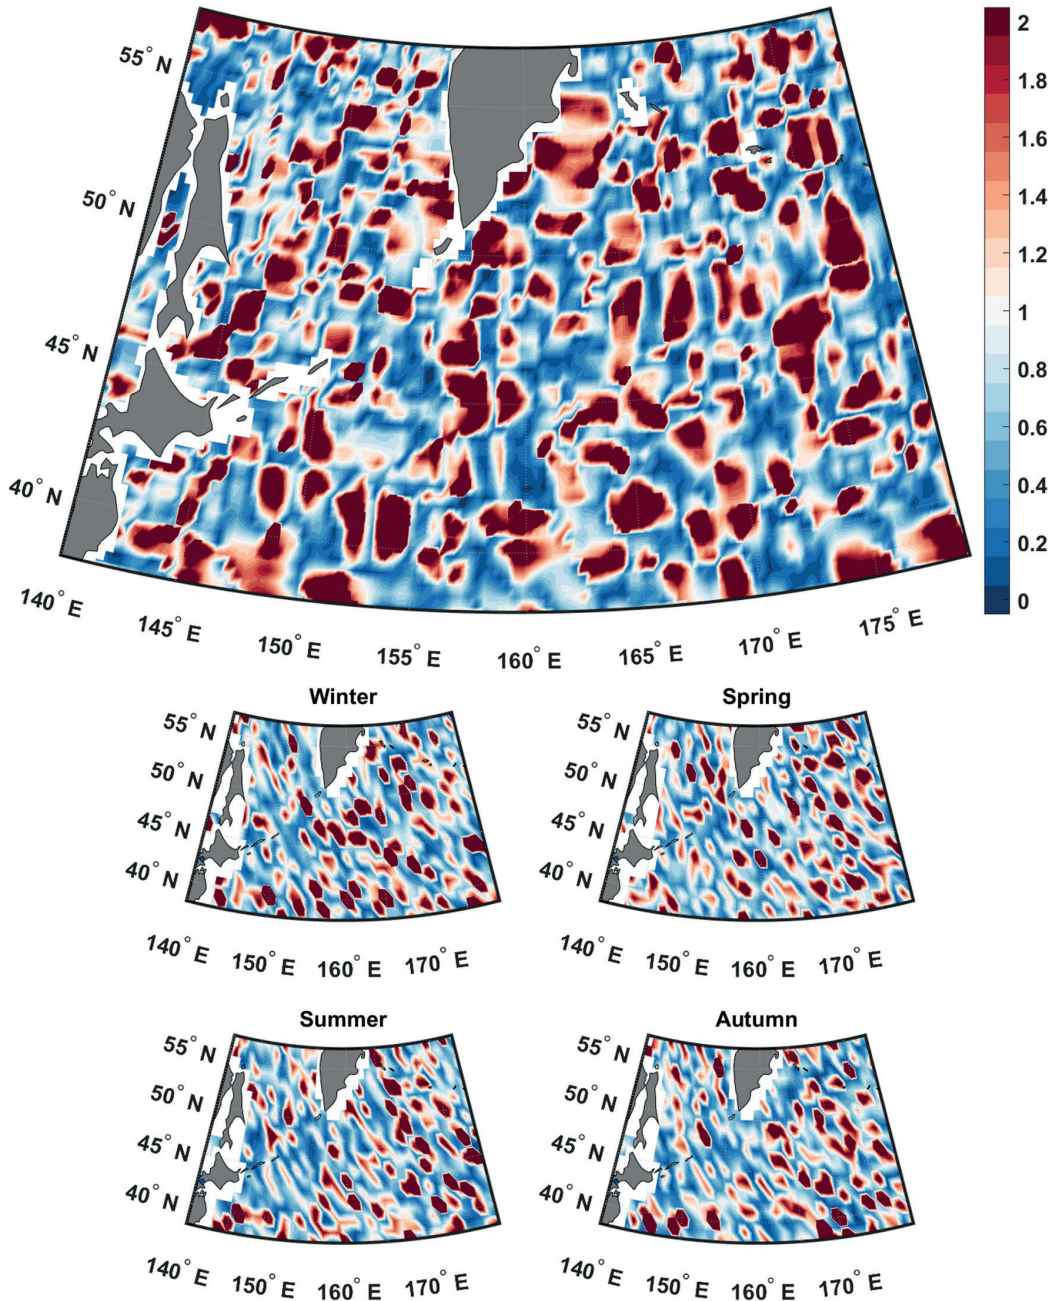 55° N
50° N
45° N
40° N
140° E
145° E
150° E
155° E
160° E
165° E
170° E
175° E
2
1.8
1.6
1.4
1.2
1
0.8
0.6
0.4
0.2
0
Winter
55° N
50° N
45° N
40° N
140° E
150° E
160° E
170° E
Spring
55° N
50° N
45° N
40° N
140° E
150° E
160° E
170° E
Summer
55° N
50° N
45° N
40° N
140° E
150° E
160° E
170° E
Autumn
55° N
50° N
45° N
40° N
140° E
150° E
160° E
170° E